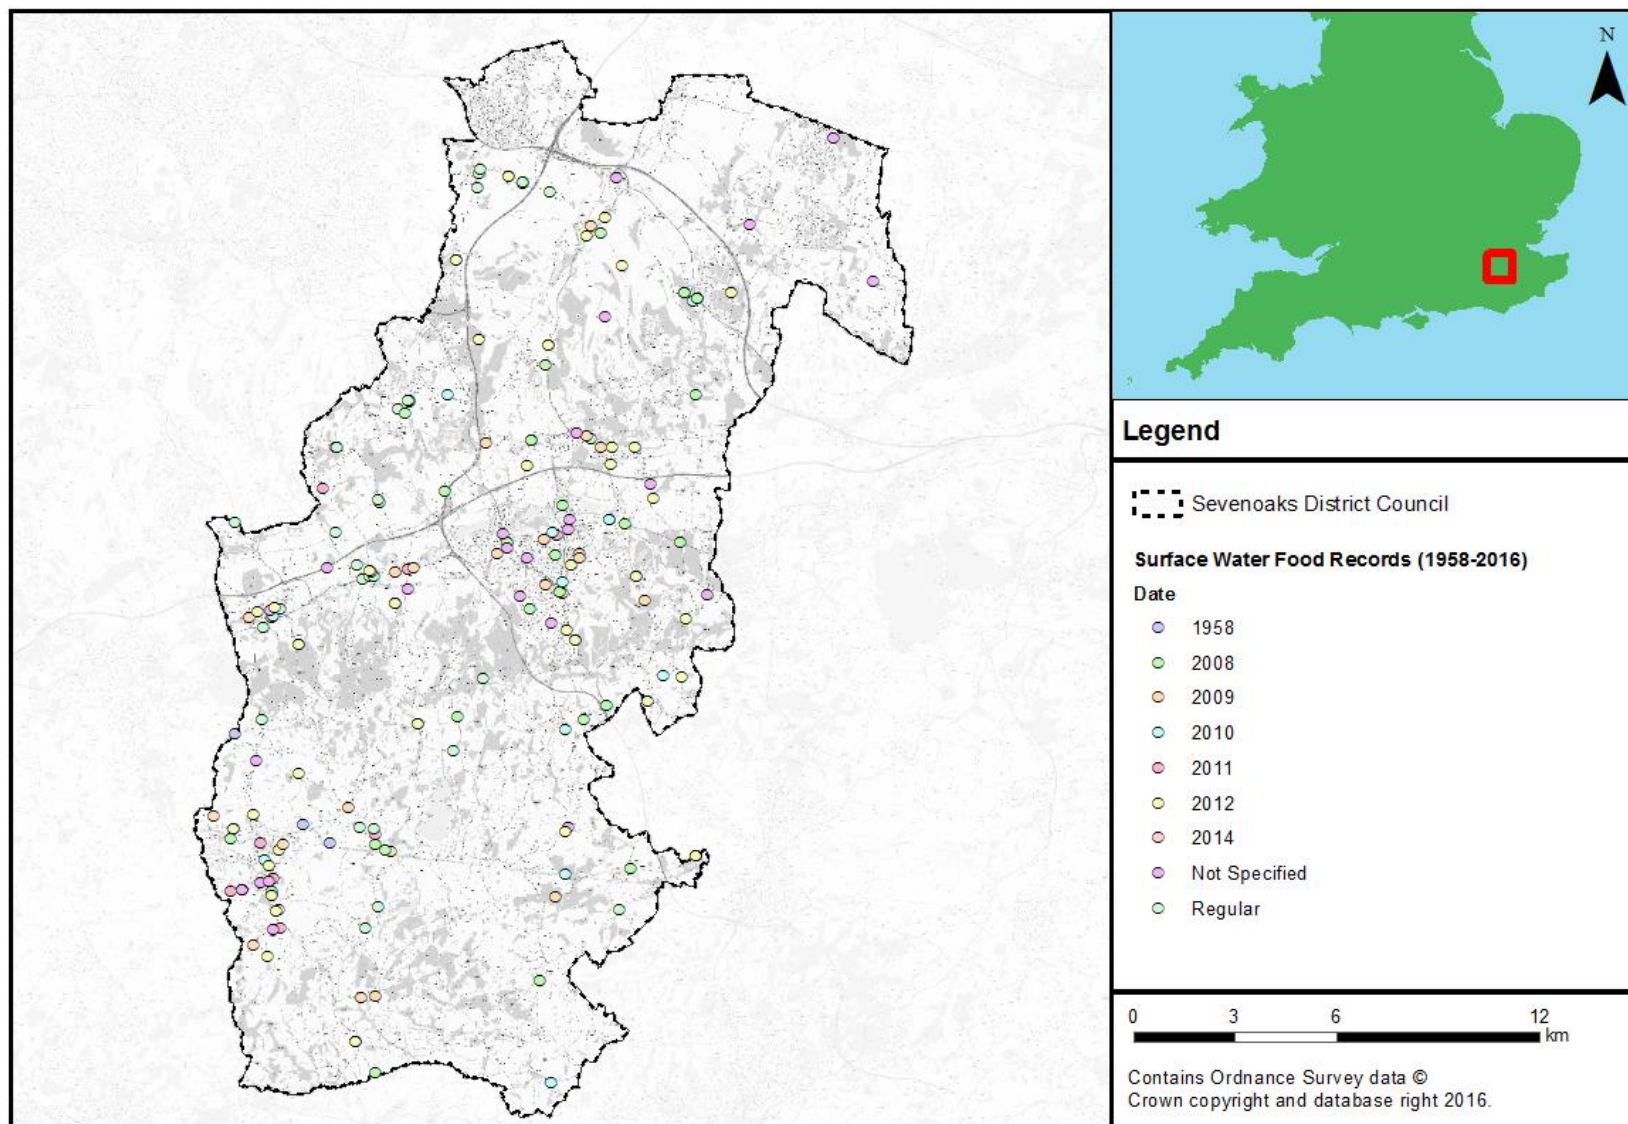 N
Legend
Sevenoaks District Council
Surface Water Food Records (1958-2016)
Date
1958
2008
2009
2010
2011
2012
2014
Not Specified
Regular
0 3 6 12
km
Contains Ordnance Survey data ©
Crown copyright and database right 2016.